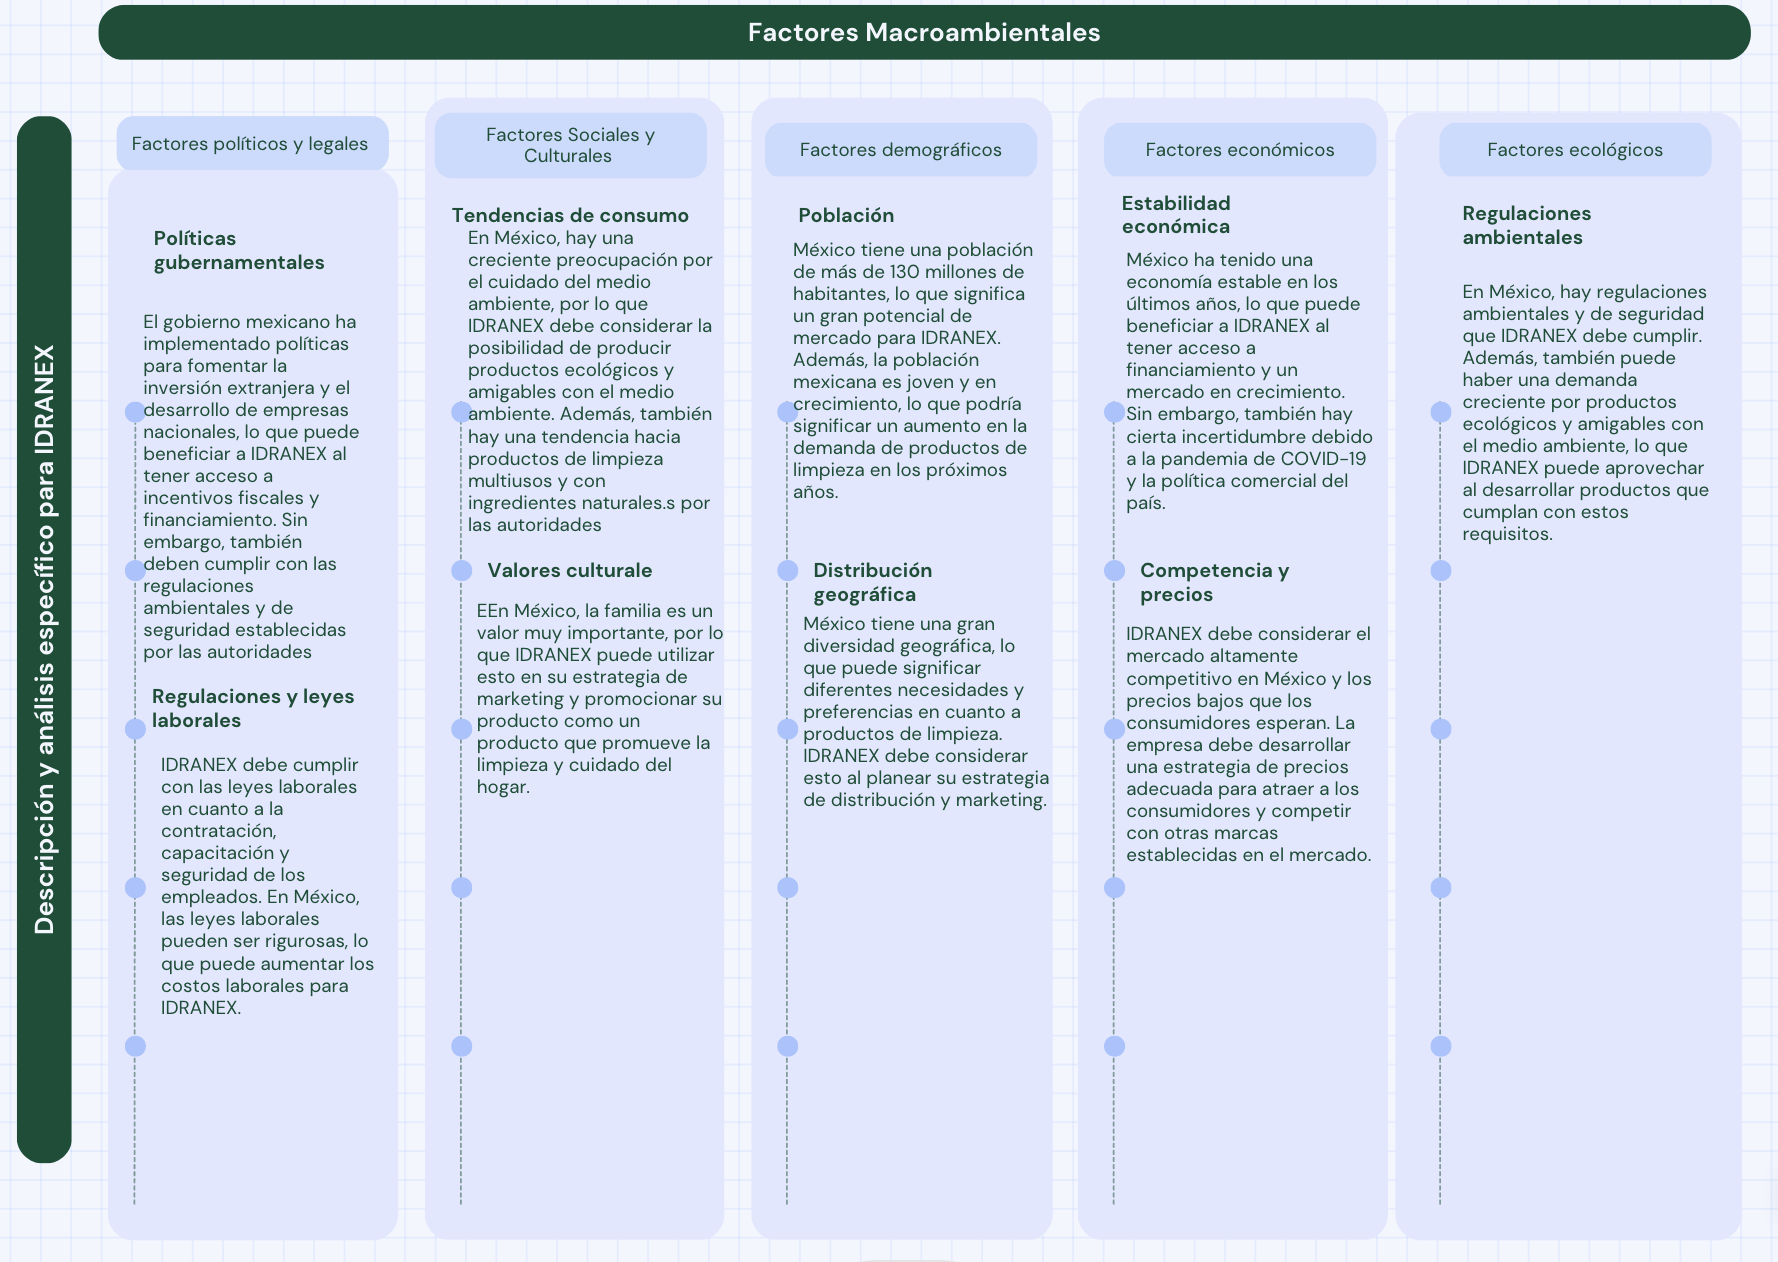 Factores Macroambientales
Descripción y análisis específico para IDRANEX
Factores políticos y legales
Políticas
gubernamentales
El gobierno mexicano ha
implementado políticas
para fomentar la
inversión extranjera y el
desarrollo de empresas
nacionales, lo que puede
beneficiar a IDRANEX al
tener acceso a
incentivos fiscales y
financiamiento. Sin
embargo, también
deben cumplir con las
regulaciones
ambientales y de
seguridad establecidas
por las autoridades
Regulaciones y leyes
laborales
IDRANEX debe cumplir
con las leyes laborales
en cuanto a la
contratación,
capacitación y
seguridad de los
empleados. En México,
las leyes laborales
pueden ser rigurosas, lo
que puede aumentar los
costos laborales para
IDRANEX.
Factores Sociales y
Culturales
Tendencias de consumo
En México, hay una
creciente preocupación por
el cuidado del medio
ambiente, por lo que
IDRANEX debe considerar la
posibilidad de producir
productos ecológicos y
amigables con el medio
ambiente. Además, también
hay una tendencia hacia
productos de limpieza
multiusos y con
ingredientes naturales.s por
las autoridades
Valores culturale
EEn México, la familia es un
valor muy importante, por lo
que IDRANEX puede utilizar
esto en su estrategia de
marketing y promocionar su
producto como un
producto que promueve la
limpieza y cuidado del
hogar.
Factores demográficos
Población
México tiene una población
de más de 130 millones de
habitantes, lo que significa
un gran potencial de
mercado para IDRANEX.
Además, la población
mexicana es joven y en
crecimiento, lo que podría
significar un aumento en la
demanda de productos de
limpieza en los próximos
años.
Distribución
geográfica
México tiene una gran
diversidad geográfica, lo
que puede significar
diferentes necesidades y
preferencias en cuanto a
productos de limpieza.
IDRANEX debe considerar
esto al planear su estrategia
de distribución y marketing.
Factores económicos
Estabilidad
económica
México ha tenido una
economía estable en los
últimos años, lo que puede
beneficiar a IDRANEX al
tener acceso a
financiamiento y un
mercado en crecimiento.
Sin embargo, también hay
cierta incertidumbre debido
a la pandemia de COVID-19
y la política comercial del
país.
Competencia y
precios
IDRANEX debe considerar el
mercado altamente
competitivo en México y los
precios bajos que los
consumidores esperan. La
empresa debe desarrollar
una estrategia de precios
adecuada para atraer a los
consumidores y competir
con otras marcas
establecidas en el mercado.
Factores ecológicos
Regulaciones
ambientales
En México, hay regulaciones
ambientales y de seguridad
que IDRANEX debe cumplir.
Además, también puede
haber una demanda
creciente por productos
ecológicos y amigables con
el medio ambiente, lo que
IDRANEX puede aprovechar
al desarrollar productos que
cumplan con estos
requisitos.